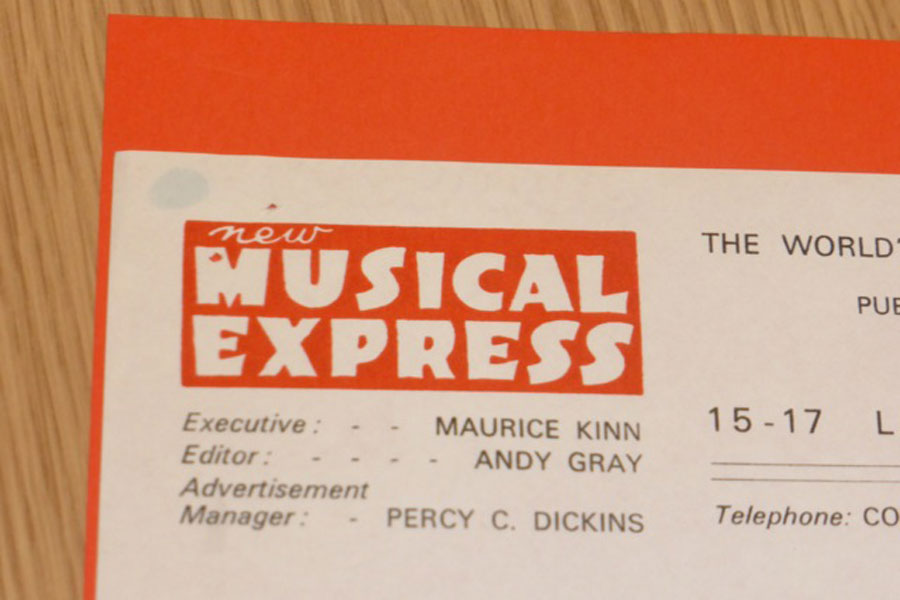 new
MUSICAL
EXPRESS
Executive: - - MAURICE KINN
Editor: - - - - ANDY GRAY
Advertisement
Manager: - PERCY C. DICKINS
THE WORLD'
PUB
15-17 L
Telephone: CO